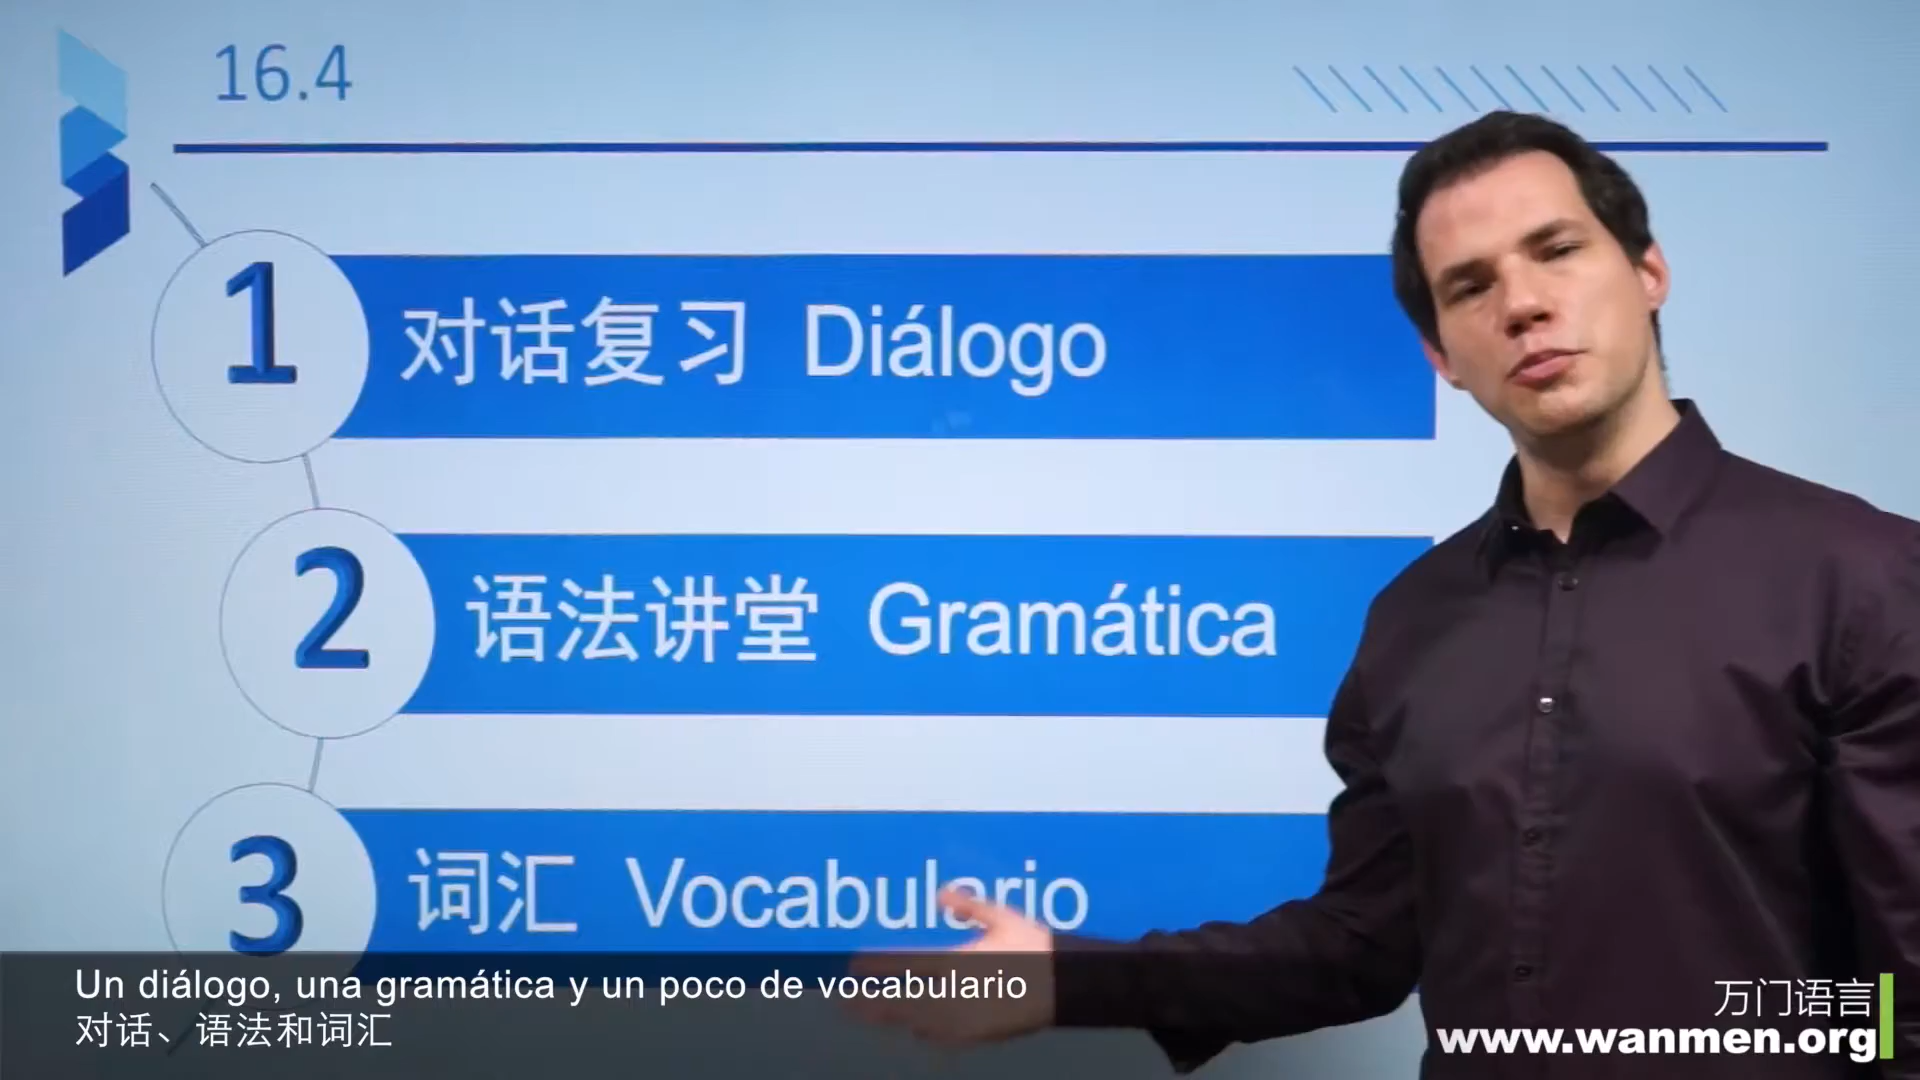 16.4
1
对话复习 Diálogo
2
语法讲堂 Gramática
3
词汇 Vocabulario
Un diálogo, una gramática y un poco de vocabulario
对话、语法和词汇
万门语言
www.wanmen.org